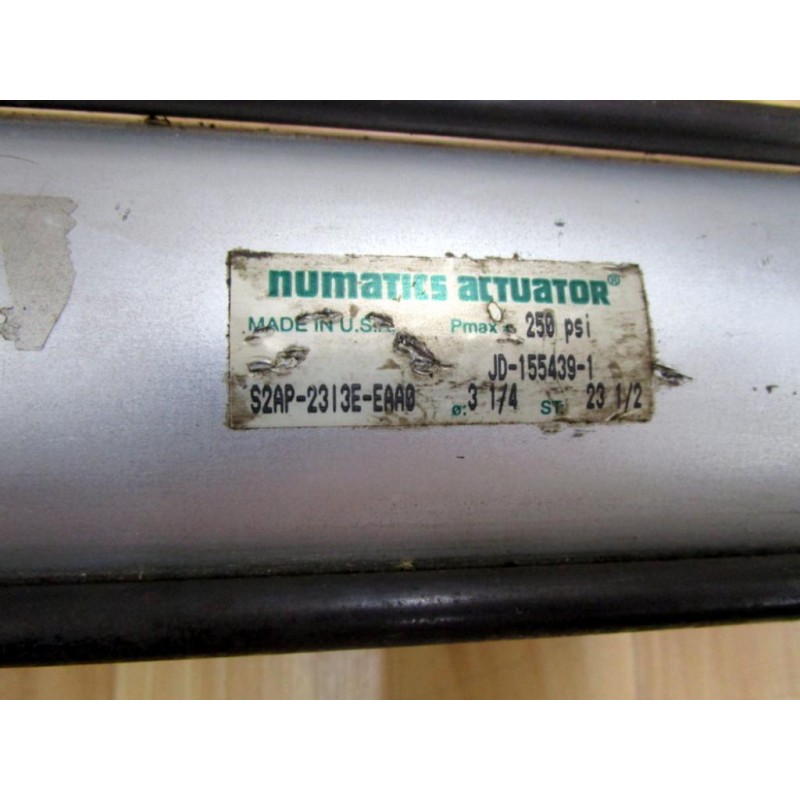 numatics actuator®
MADE IN U.S.A. Pmax = 250 psi
JD-155439-1
S2AP-23I3E-EAA0 ø: 3 1/4 ST: 23 1/2